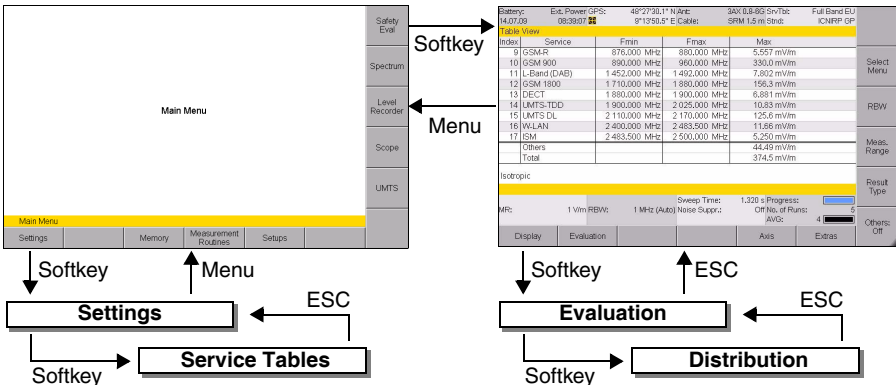 Main Menu
Safety
Eval
Spectrum
Level
Recorder
Scope
UMTS
Main Menu
Settings Memory Measurement Routines Setups
Softkey
Menu
Battery: Ext. Power GPS: 48°27'30.1" N Ant: 3AX 0.8-6G SrvTbl: Full Band EU
14.07.09 08:39:07 9°13'50.5" E Cable: SRM 1,5 m Stnd: ICNIRP GP
Table View
Index Service Fmin Fmax Max
9 GSM-R 876.000 MHz 880.000 MHz 5.557 mV/m
10 GSM 900 890.000 MHz 960.000 MHz 330.0 mV/m
11 L-Band (DAB) 1 452.000 MHz 1 492.000 MHz 7.802 mV/m
12 GSM 1800 1 710.000 MHz 1 880.000 MHz 156.3 mV/m
13 DECT 1 880.000 MHz 1 900.000 MHz 6.881 mV/m
14 UMTS-TDD 1 900.000 MHz 2 025.000 MHz 10.83 mV/m
15 UMTS DL 2 110.000 MHz 2 170.000 MHz 125.6 mV/m
16 W-LAN 2 400.000 MHz 2 483.500 MHz 11.66 mV/m
17 ISM 2 483.500 MHz 2 500.000 MHz 5.250 mV/m
Others 44.49 mV/m
Total 374.5 mV/m
Isotropic
Sweep Time: 1.320 s Progress:
MR: 1 V/m RBW: 1 MHz (Auto) Noise Suppr.: Off No. of Runs: 5
AVG: 4
Display Evaluation Axis Extras
Select
Menu
RBW
Meas.
Range
Result
Type
Others:
Off
Softkey Menu
Settings
ESC
Softkey
Service Tables
Softkey ESC
Evaluation
ESC
Softkey
Distribution